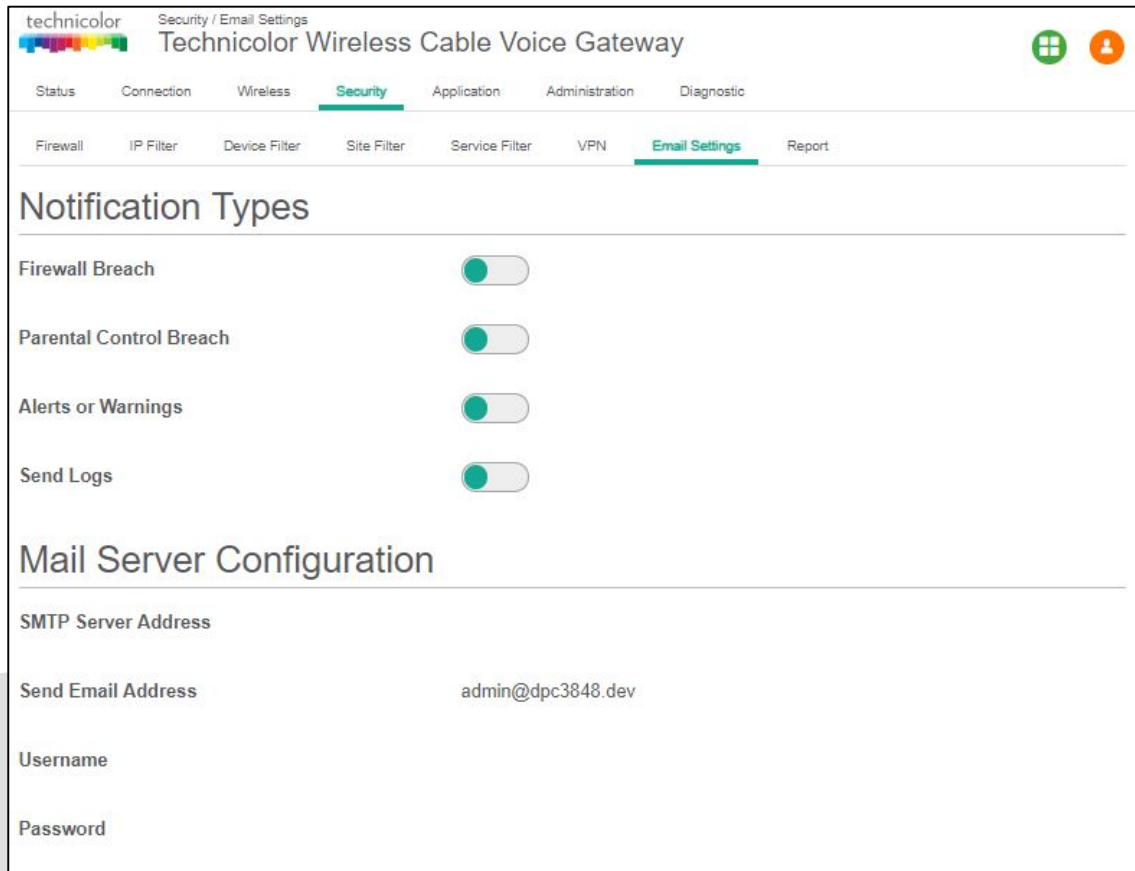 technicolor
Security / Email Settings
Technicolor Wireless Cable Voice Gateway
Status Connection Wireless Security Application Administration Diagnostic
Firewall IP Filter Device Filter Site Filter Service Filter VPN Email Settings Report
Notification Types
Firewall Breach
Parental Control Breach
Alerts or Warnings
Send Logs
Mail Server Configuration
SMTP Server Address
Send Email Address admin@dpc3848.dev
Username
Password